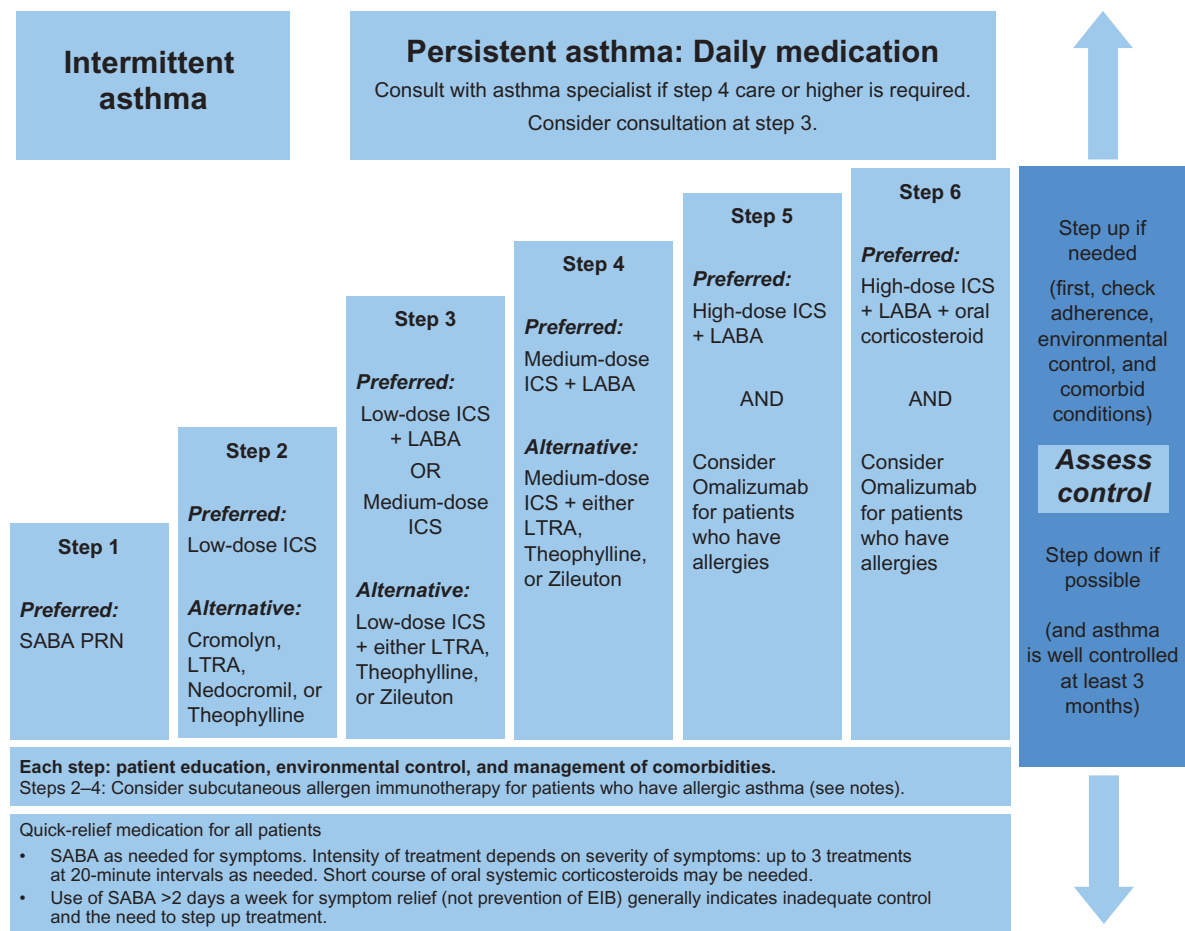 Intermittent
asthma
Persistent asthma: Daily medication
Consult with asthma specialist if step 4 care or higher is required.
Consider consultation at step 3.
Step 1
Preferred:
SABA PRN
Step 2
Preferred:
Low-dose ICS
Alternative:
Cromolyn,
LTRA,
Nedocromil, or
Theophylline
Step 3
Preferred:
Low-dose ICS
+ LABA
OR
Medium-dose
ICS
Alternative:
Low-dose ICS
+ either LTRA,
Theophylline,
or Zileuton
Step 4
Preferred:
Medium-dose
ICS + LABA
Alternative:
Medium-dose
ICS + either
LTRA,
Theophylline,
or Zileuton
Step 5
Preferred:
High-dose ICS
+ LABA
AND
Consider
Omalizumab
for patients
who have
allergies
Step 6
Preferred:
High-dose ICS
+ LABA + oral
corticosteroid
AND
Consider
Omalizumab
for patients
who have
allergies
Step up if
needed
(first, check
adherence,
environmental
control, and
comorbid
conditions)
Assess
control
Step down if
possible
(and asthma
is well controlled
at least 3
months)
Each step: patient education, environmental control, and management of comorbidities.
Steps 2–4: Consider subcutaneous allergen immunotherapy for patients who have allergic asthma (see notes).
Quick-relief medication for all patients
• SABA as needed for symptoms. Intensity of treatment depends on severity of symptoms: up to 3 treatments
at 20-minute intervals as needed. Short course of oral systemic corticosteroids may be needed.
• Use of SABA >2 days a week for symptom relief (not prevention of EIB) generally indicates inadequate control
and the need to step up treatment.